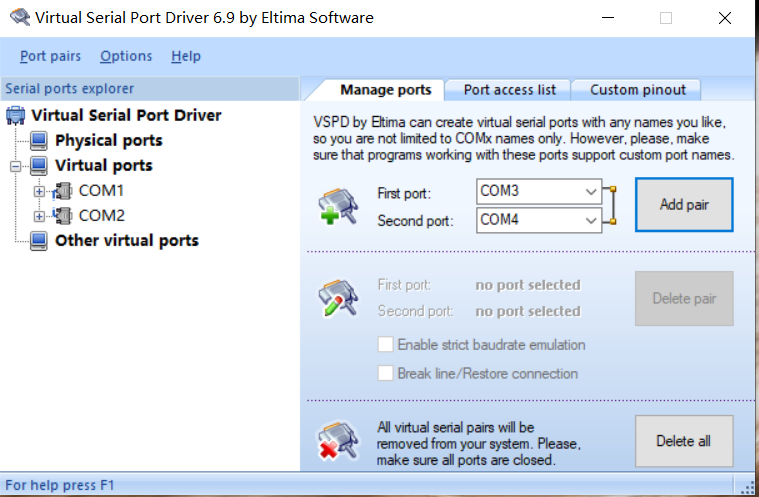 Virtual Serial Port Driver 6.9 by Eltima Software
Port pairs Options Help
Serial ports explorer
Virtual Serial Port Driver
Physical ports
Virtual ports
COM1
COM2
Other virtual ports
Manage ports Port access list Custom pinout
VSPD by Eltima can create virtual serial ports with any names you like,
so you are not limited to COMx names only. However, please, make
sure that programs working with these ports support custom port names.
First port: COM3
Second port: COM4
Add pair
First port: no port selected
Second port: no port selected
Delete pair
Enable strict baudrate emulation
Break line/Restore connection
All virtual serial pairs will be
removed from your system. Please,
make sure all ports are closed.
Delete all
For help press F1